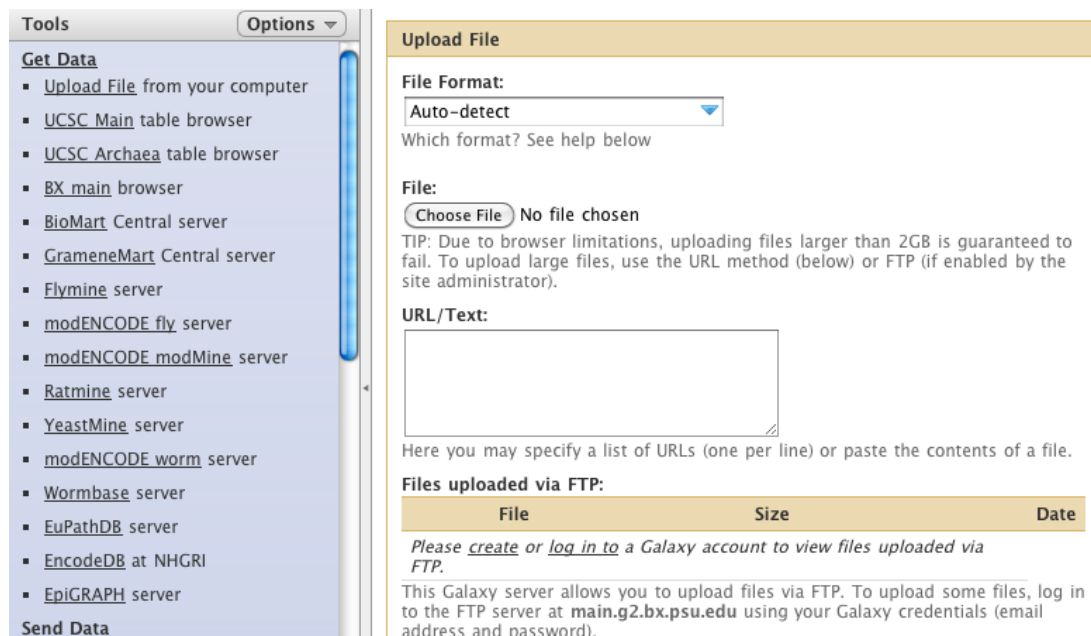 Tools
Options
Get Data
Upload File from your computer
UCSC Main table browser
UCSC Archaea table browser
BX main browser
BioMart Central server
GrameneMart Central server
Flymine server
modENCODE fly server
modENCODE modMine server
Ratmine server
YeastMine server
modENCODE worm server
Wormbase server
EuPathDB server
EncodeDB at NHGRI
EpiGRAPH server
Send Data
Upload File
File Format:
Auto-detect
Which format? See help below
File:
Choose File No file chosen
TIP: Due to browser limitations, uploading files larger than 2GB is guaranteed to
fail. To upload large files, use the URL method (below) or FTP (if enabled by the
site administrator).
URL/Text:
Here you may specify a list of URLs (one per line) or paste the contents of a file.
Files uploaded via FTP:
File Size Date
Please create or log in to a Galaxy account to view files uploaded via
FTP.
This Galaxy server allows you to upload files via FTP. To upload some files, log in
to the FTP server at main.g2.bx.psu.edu using your Galaxy credentials (email
address and password).